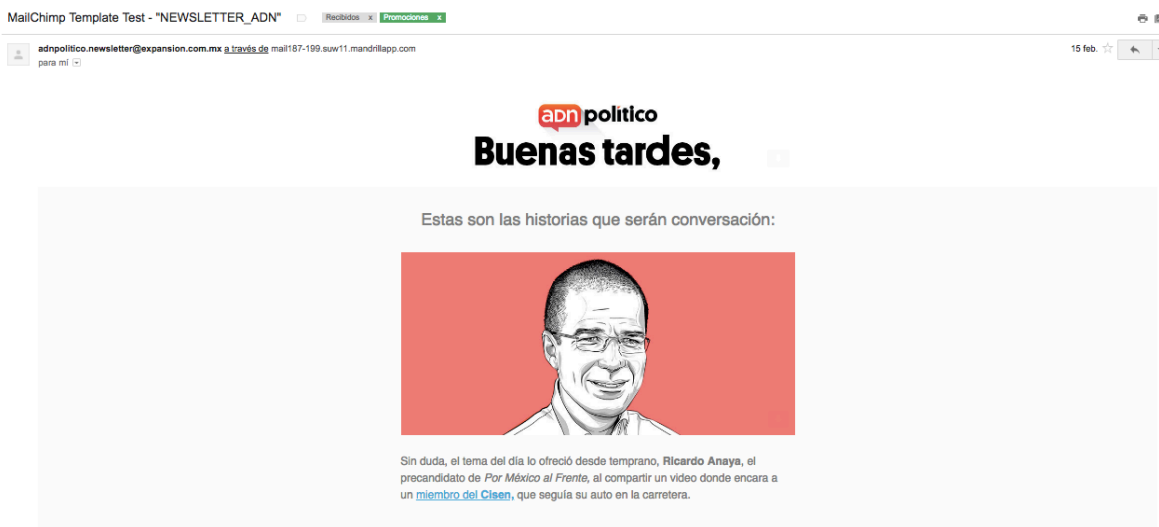 MailChimp Template Test - "NEWSLETTER_ADN" Recibidos x Promociones x
adnpolitico.newsletter@expansion.com.mx a través de mail187-199.suw11.mandrillapp.com 15 feb.
para mí
adn político
Buenas tardes,
Estas son las historias que serán conversación:
Sin duda, el tema del día lo ofreció desde temprano, Ricardo Anaya, el
precandidato de Por México al Frente, al compartir un video donde encara a
un miembro del Cisen, que seguía su auto en la carretera.